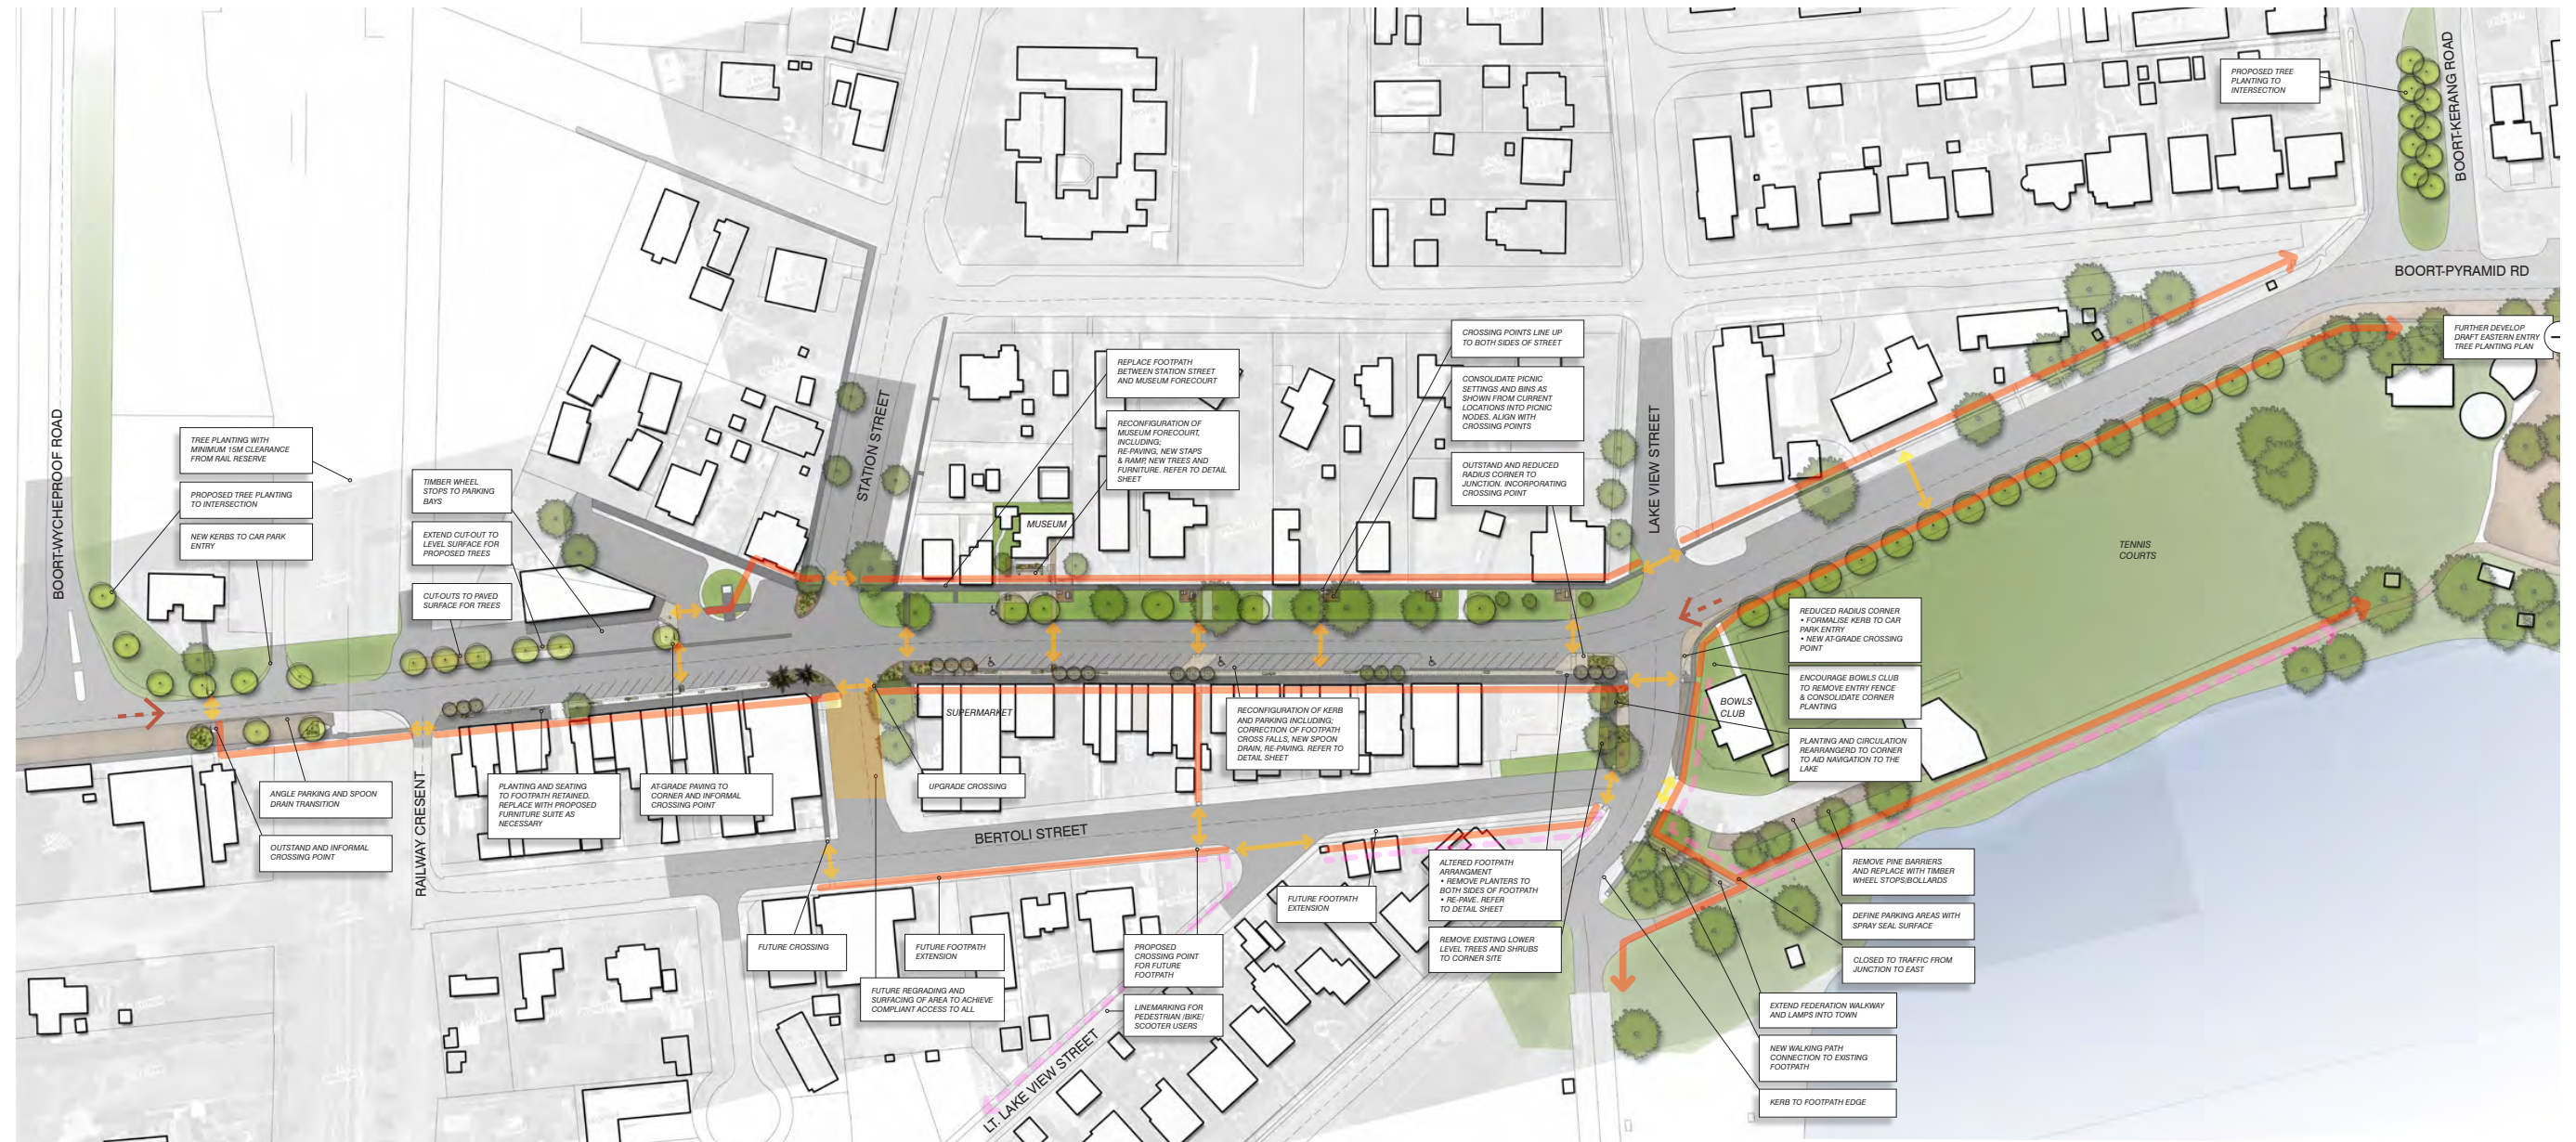 BOORT-WYCHEPROOF ROAD
TREE PLANTING WITH
MINIMUM 15M CLEARANCE
FROM RAIL RESERVE
PROPOSED TREE PLANTING
TO INTERSECTION
NEW KERBS TO CAR PARK
ENTRY
TIMBER WHEEL
STOPS TO PARKING
BAYS
EXTEND CUT-OUT TO
LEVEL SURFACE FOR
PROPOSED TREES
CUT-OUTS TO PAVED
SURFACE FOR TREES
ANGLE PARKING AND SPOON
DRAIN TRANSITION
OUTSTAND AND INFORMAL
CROSSING POINT
RAILWAY CRESENT
PLANTING AND SEATING
TO FOOTPATH RETAINED.
REPLACE WITH PROPOSED
FURNITURE SUITE AS
NECESSARY
AT-GRADE PAVING TO
CORNER AND INFORMAL
CROSSING POINT
STATION STREET
REPLACE FOOTPATH
BETWEEN STATION STREET
AND MUSEUM FORECOURT
RECONFIGURATION OF
MUSEUM FORECOURT,
INCLUDING;
RE-PAVING, NEW STAPS
& RAMP, NEW TREES AND
FURNITURE. REFER TO DETAIL
SHEET
MUSEUM
SUPERMARKET
UPGRADE CROSSING
BERTOLI STREET
CROSSING POINTS LINE UP
TO BOTH SIDES OF STREET
CONSOLIDATE PICNIC
SETTINGS AND BINS AS
SHOWN FROM CURRENT
LOCATIONS INTO PICNIC
NODES. ALIGN WITH
CROSSING POINTS
OUTSTAND AND REDUCED
RADIUS CORNER TO
JUNCTION. INCORPORATING
CROSSING POINT
LAKE VIEW STREET
RECONFIGURATION OF KERB
AND PARKING INCLUDING;
CORRECTION OF FOOTPATH
CROSS FALLS, NEW SPOON
DRAIN, RE-PAVING. REFER TO
DETAIL SHEET
FUTURE CROSSING
FUTURE FOOTPATH
EXTENSION
FUTURE REGRADING AND
SURFACING OF AREA TO ACHIEVE
COMPLIANT ACCESS TO ALL
PROPOSED
CROSSING POINT
FOR FUTURE
FOOTPATH
LINEMARKING FOR
PEDESTRIAN /BIKE/
SCOOTER USERS
LT. LAKE VIEW STREET
FUTURE FOOTPATH
EXTENSION
ALTERED FOOTPATH
ARRANGMENT
• REMOVE PLANTERS TO
BOTH SIDES OF FOOTPATH
• RE-PAVE. REFER
TO DETAIL SHEET
REMOVE EXISTING LOWER
LEVEL TREES AND SHRUBS
TO CORNER SITE
PROPOSED TREE
PLANTING TO
INTERSECTION
BOORT-KERANG ROAD
BOORT-PYRAMID RD
FURTHER DEVELOP
DRAFT EASTERN ENTRY
TREE PLANTING PLAN
TENNIS
COURTS
BOWLS
CLUB
REDUCED RADIUS CORNER
• FORMALISE KERB TO CAR
PARK ENTRY
• NEW AT-GRADE CROSSING
POINT
ENCOURAGE BOWLS CLUB
TO REMOVE ENTRY FENCE
& CONSOLIDATE CORNER
PLANTING
PLANTING AND CIRCULATION
REARRANGERD TO CORNER
TO AID NAVIGATION TO THE
LAKE
REMOVE PINE BARRIERS
AND REPLACE WITH TIMBER
WHEEL STOPS/BOLLARDS
DEFINE PARKING AREAS WITH
SPRAY SEAL SURFACE
CLOSED TO TRAFFIC FROM
JUNCTION TO EAST
EXTEND FEDERATION WALKWAY
AND LAMPS INTO TOWN
NEW WALKING PATH
CONNECTION TO EXISTING
FOOTPATH
KERB TO FOOTPATH EDGE